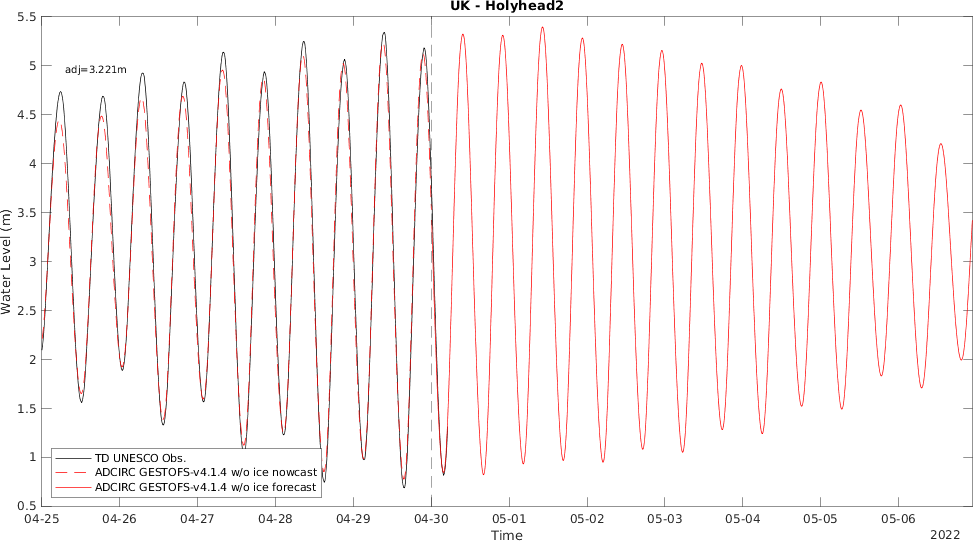 UK - Holyhead2
5.5
5
4.5
4
3.5
3
2.5
2
1.5
1
0.5
Water Level (m)
adj=3.221m
TD UNESCO Obs.
ADCIRC GESTOFS-v4.1.4 w/o ice nowcast
ADCIRC GESTOFS-v4.1.4 w/o ice forecast
04-25 04-26 04-27 04-28 04-29 04-30 05-01 05-02 05-03 05-04 05-05 05-06
Time
2022